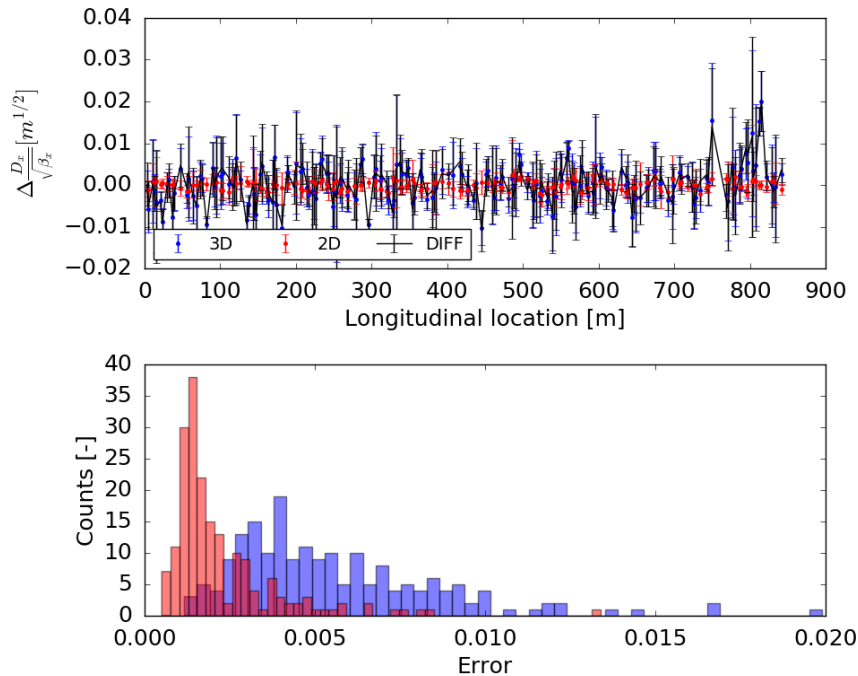 0.04
0.03
0.02
0.01
0.00
−0.01
−0.02
Δ D_x/√β_x [m^{1/2}]
3D 2D DIFF
0 100 200 300 400 500 600 700 800 900
Longitudinal location [m]
40
35
30
25
20
15
10
5
0
Counts [-]
0.000 0.005 0.010 0.015 0.020
Error